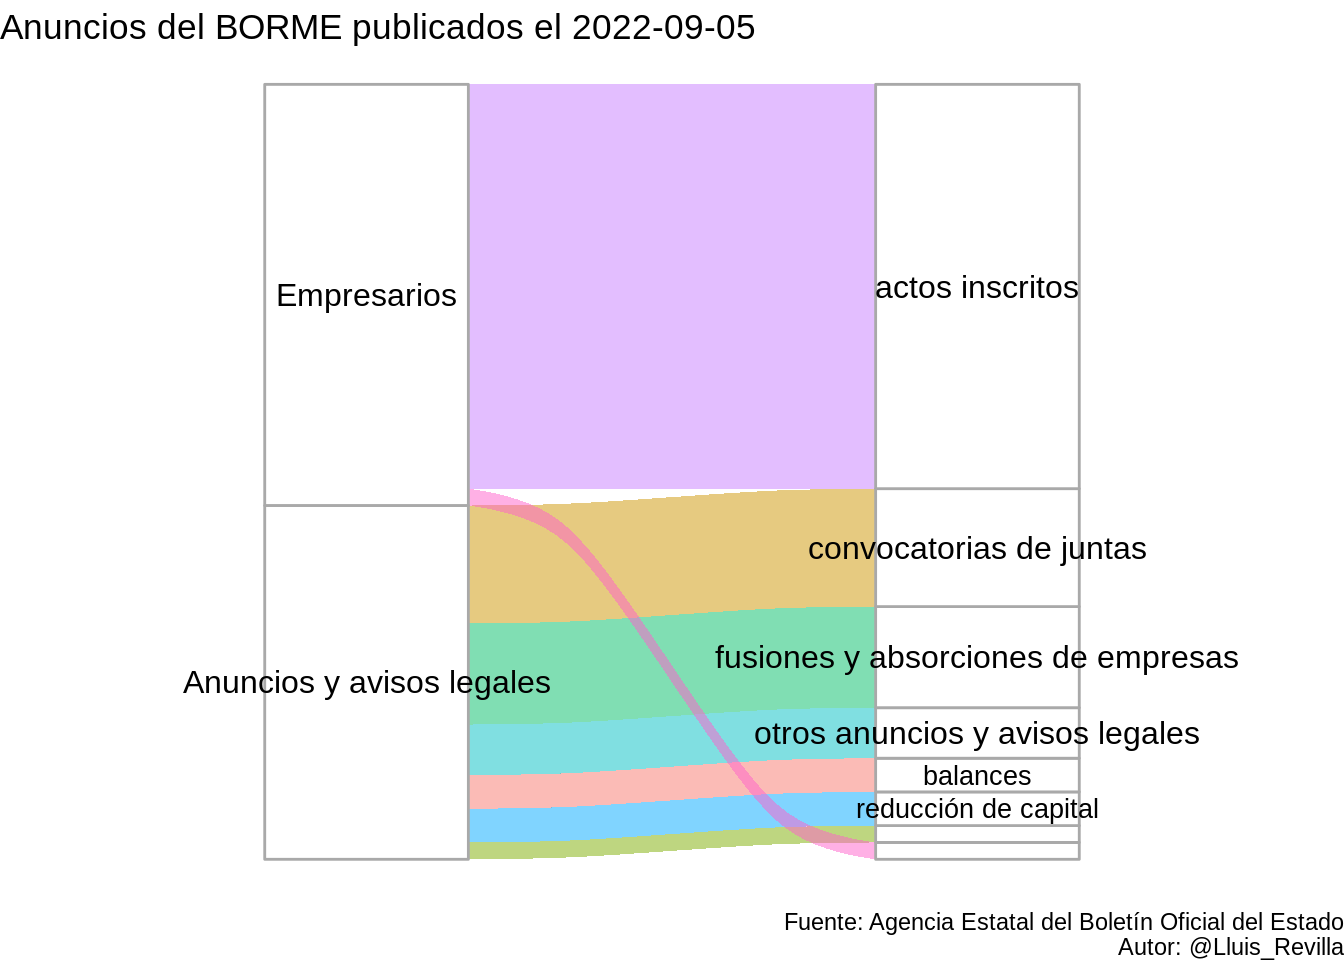 Anuncios del BORME publicados el 2022-09-05
Empresarios
actos inscritos
convocatorias de juntas
fusiones y absorciones de empresas
Anuncios y avisos legales
otros anuncios y avisos legales
balances
reducción de capital
Fuente: Agencia Estatal del Boletín Oficial del Estado
Autor: @Lluis_Revilla